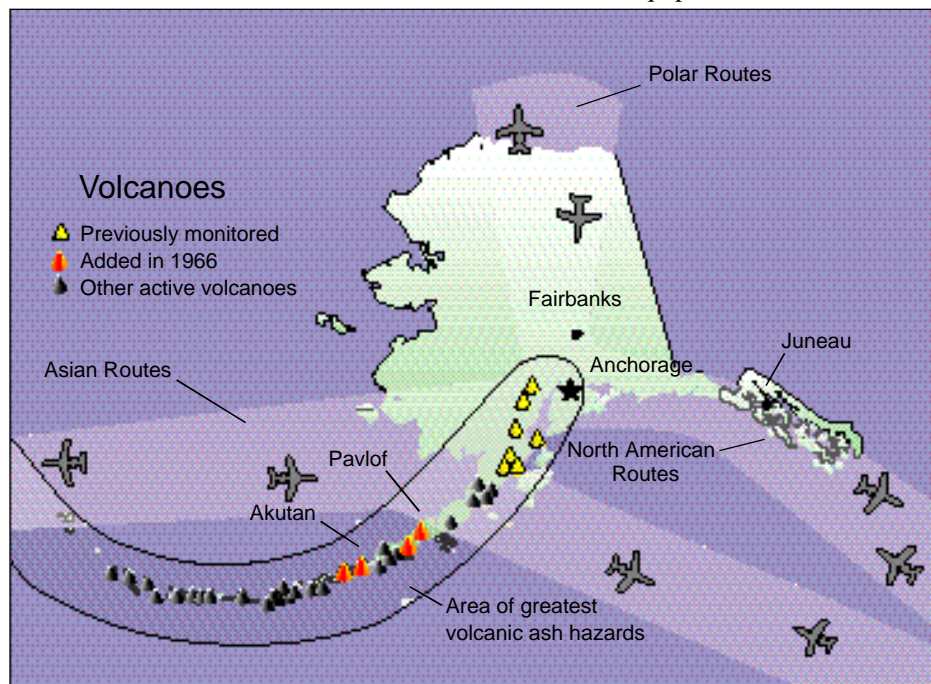 Polar Routes
Volcanoes
Previously monitored
Added in 1966
Other active volcanoes
Fairbanks
Juneau
Anchorage
Asian Routes
North American
Routes
Pavlof
Akutan
Area of greatest
volcanic ash hazards